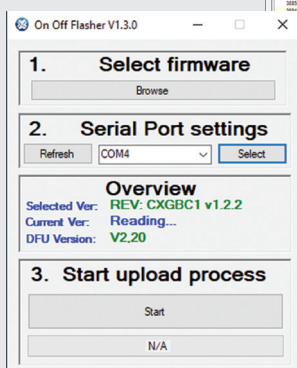 On Off Flasher V1.3.0
1. Select firmware
Browse
2. Serial Port settings
Refresh COM4 Select
Overview
Selected Ver: REV: CXGBC1 v1.2.2
Current Ver: Reading...
DFU Version: V2,20
3. Start upload process
Start
N/A